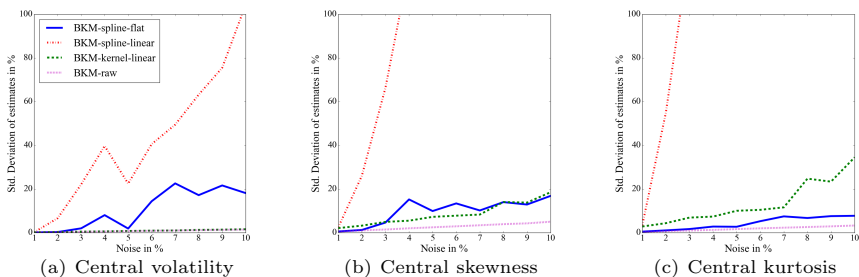 100
80
60
40
20
0
Std. Deviation of estimates in %
BKM-spline-flat
BKM-spline-linear
BKM-kernel-linear
BKM-raw
1 2 3 4 5 6 7 8 9 10
Noise in %
(a) Central volatility
100
80
60
40
20
0
Std. Deviation of estimates in %
1 2 3 4 5 6 7 8 9 10
Noise in %
(b) Central skewness
100
80
60
40
20
0
Std. Deviation of estimates in %
1 2 3 4 5 6 7 8 9 10
Noise in %
(c) Central kurtosis